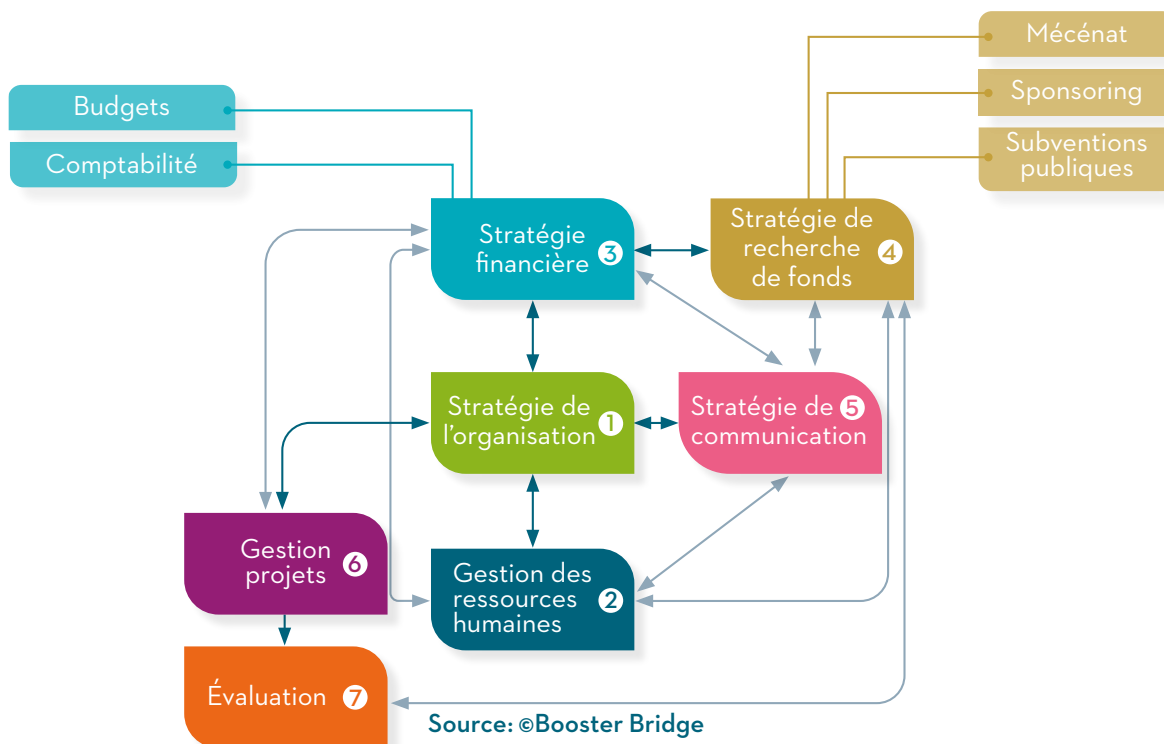 Mécénat
Budgets
Sponsoring
Comptabilité
Subventions
publiques
Stratégie
financière
3
Stratégie de
recherche
de fonds
4
Stratégie de
l'organisation
1
Stratégie de
communication
5
Gestion
projets
6
Gestion des
ressources
humaines
2
Évaluation
7
Source: ©Booster Bridge